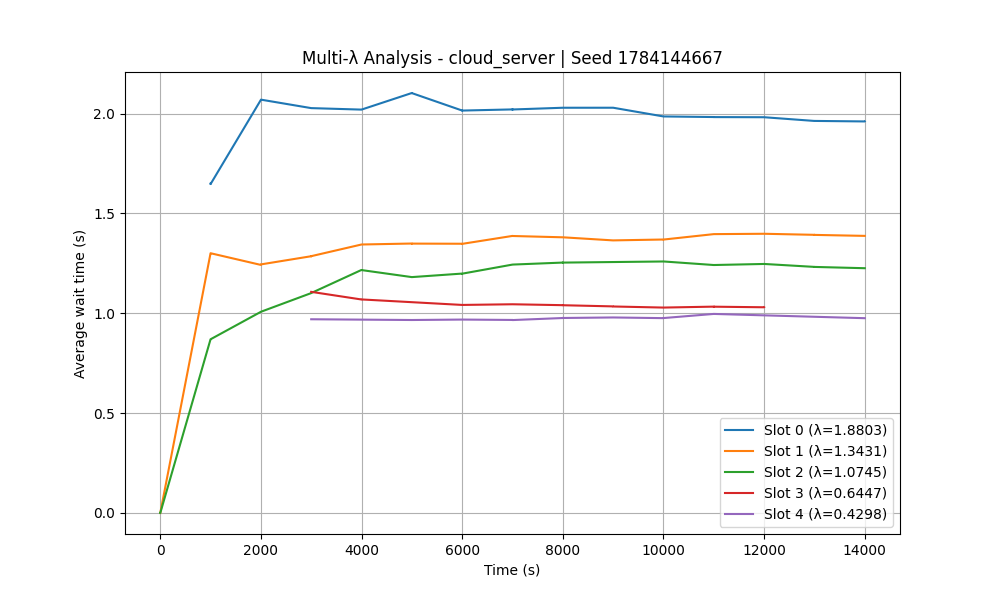 Multi-λ Analysis - cloud_server | Seed 1784144667
Average wait time (s)
2.0
1.5
1.0
0.5
0.0
Slot 0 (λ=1.8803)
Slot 1 (λ=1.3431)
Slot 2 (λ=1.0745)
Slot 3 (λ=0.6447)
Slot 4 (λ=0.4298)
0 2000 4000 6000 8000 10000 12000 14000
Time (s)